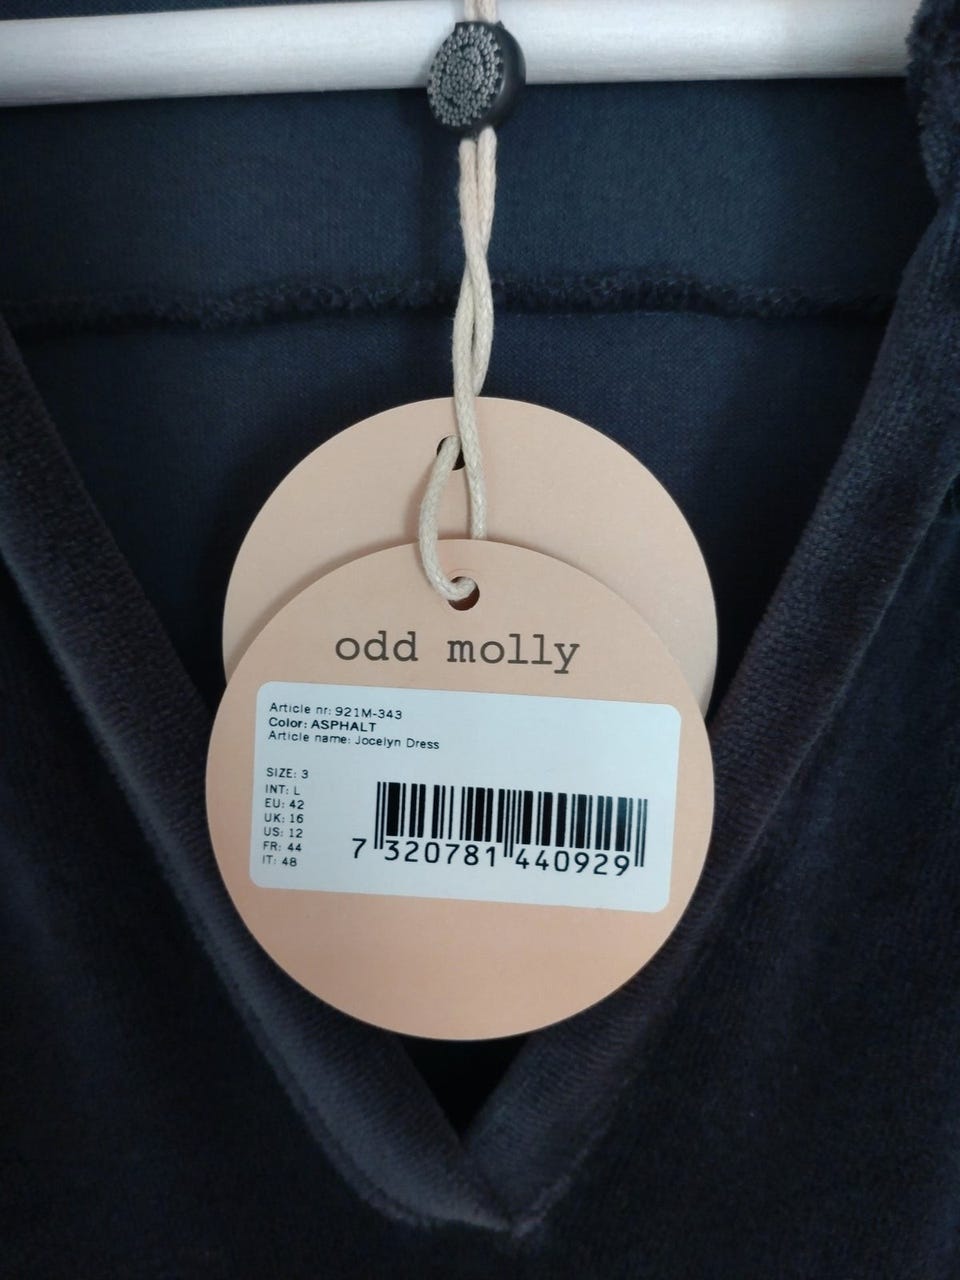 odd molly
Article nr: 921M-343
Color: ASPHALT
Article name: Jocelyn Dress
SIZE: 3
INT: L
EU: 42
UK: 16
US: 12
FR: 44
IT: 48
7 320781 440929